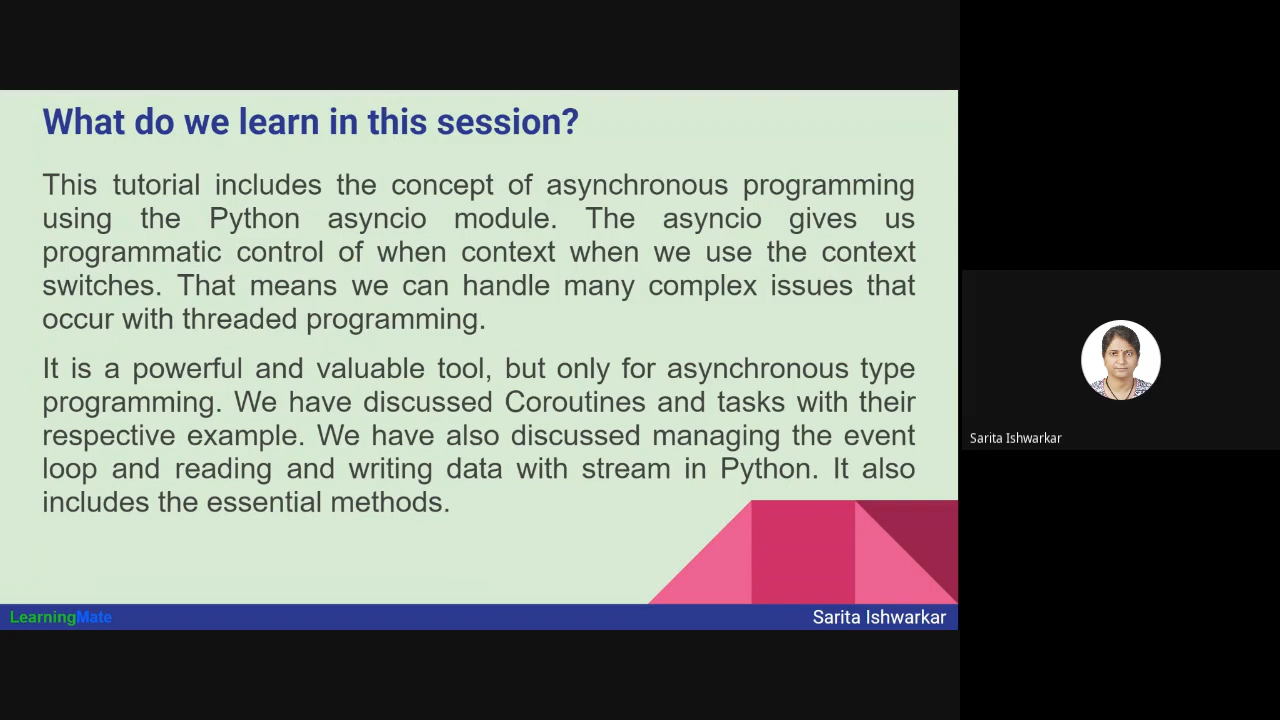 What do we learn in this session?
This tutorial includes the concept of asynchronous programming
using the Python asyncio module. The asyncio gives us
programmatic control of when context when we use the context
switches. That means we can handle many complex issues that
occur with threaded programming.
It is a powerful and valuable tool, but only for asynchronous type
programming. We have discussed Coroutines and tasks with their
respective example. We have also discussed managing the event
loop and reading and writing data with stream in Python. It also
includes the essential methods.
LearningMate
Sarita Ishwarkar
Sarita Ishwarkar